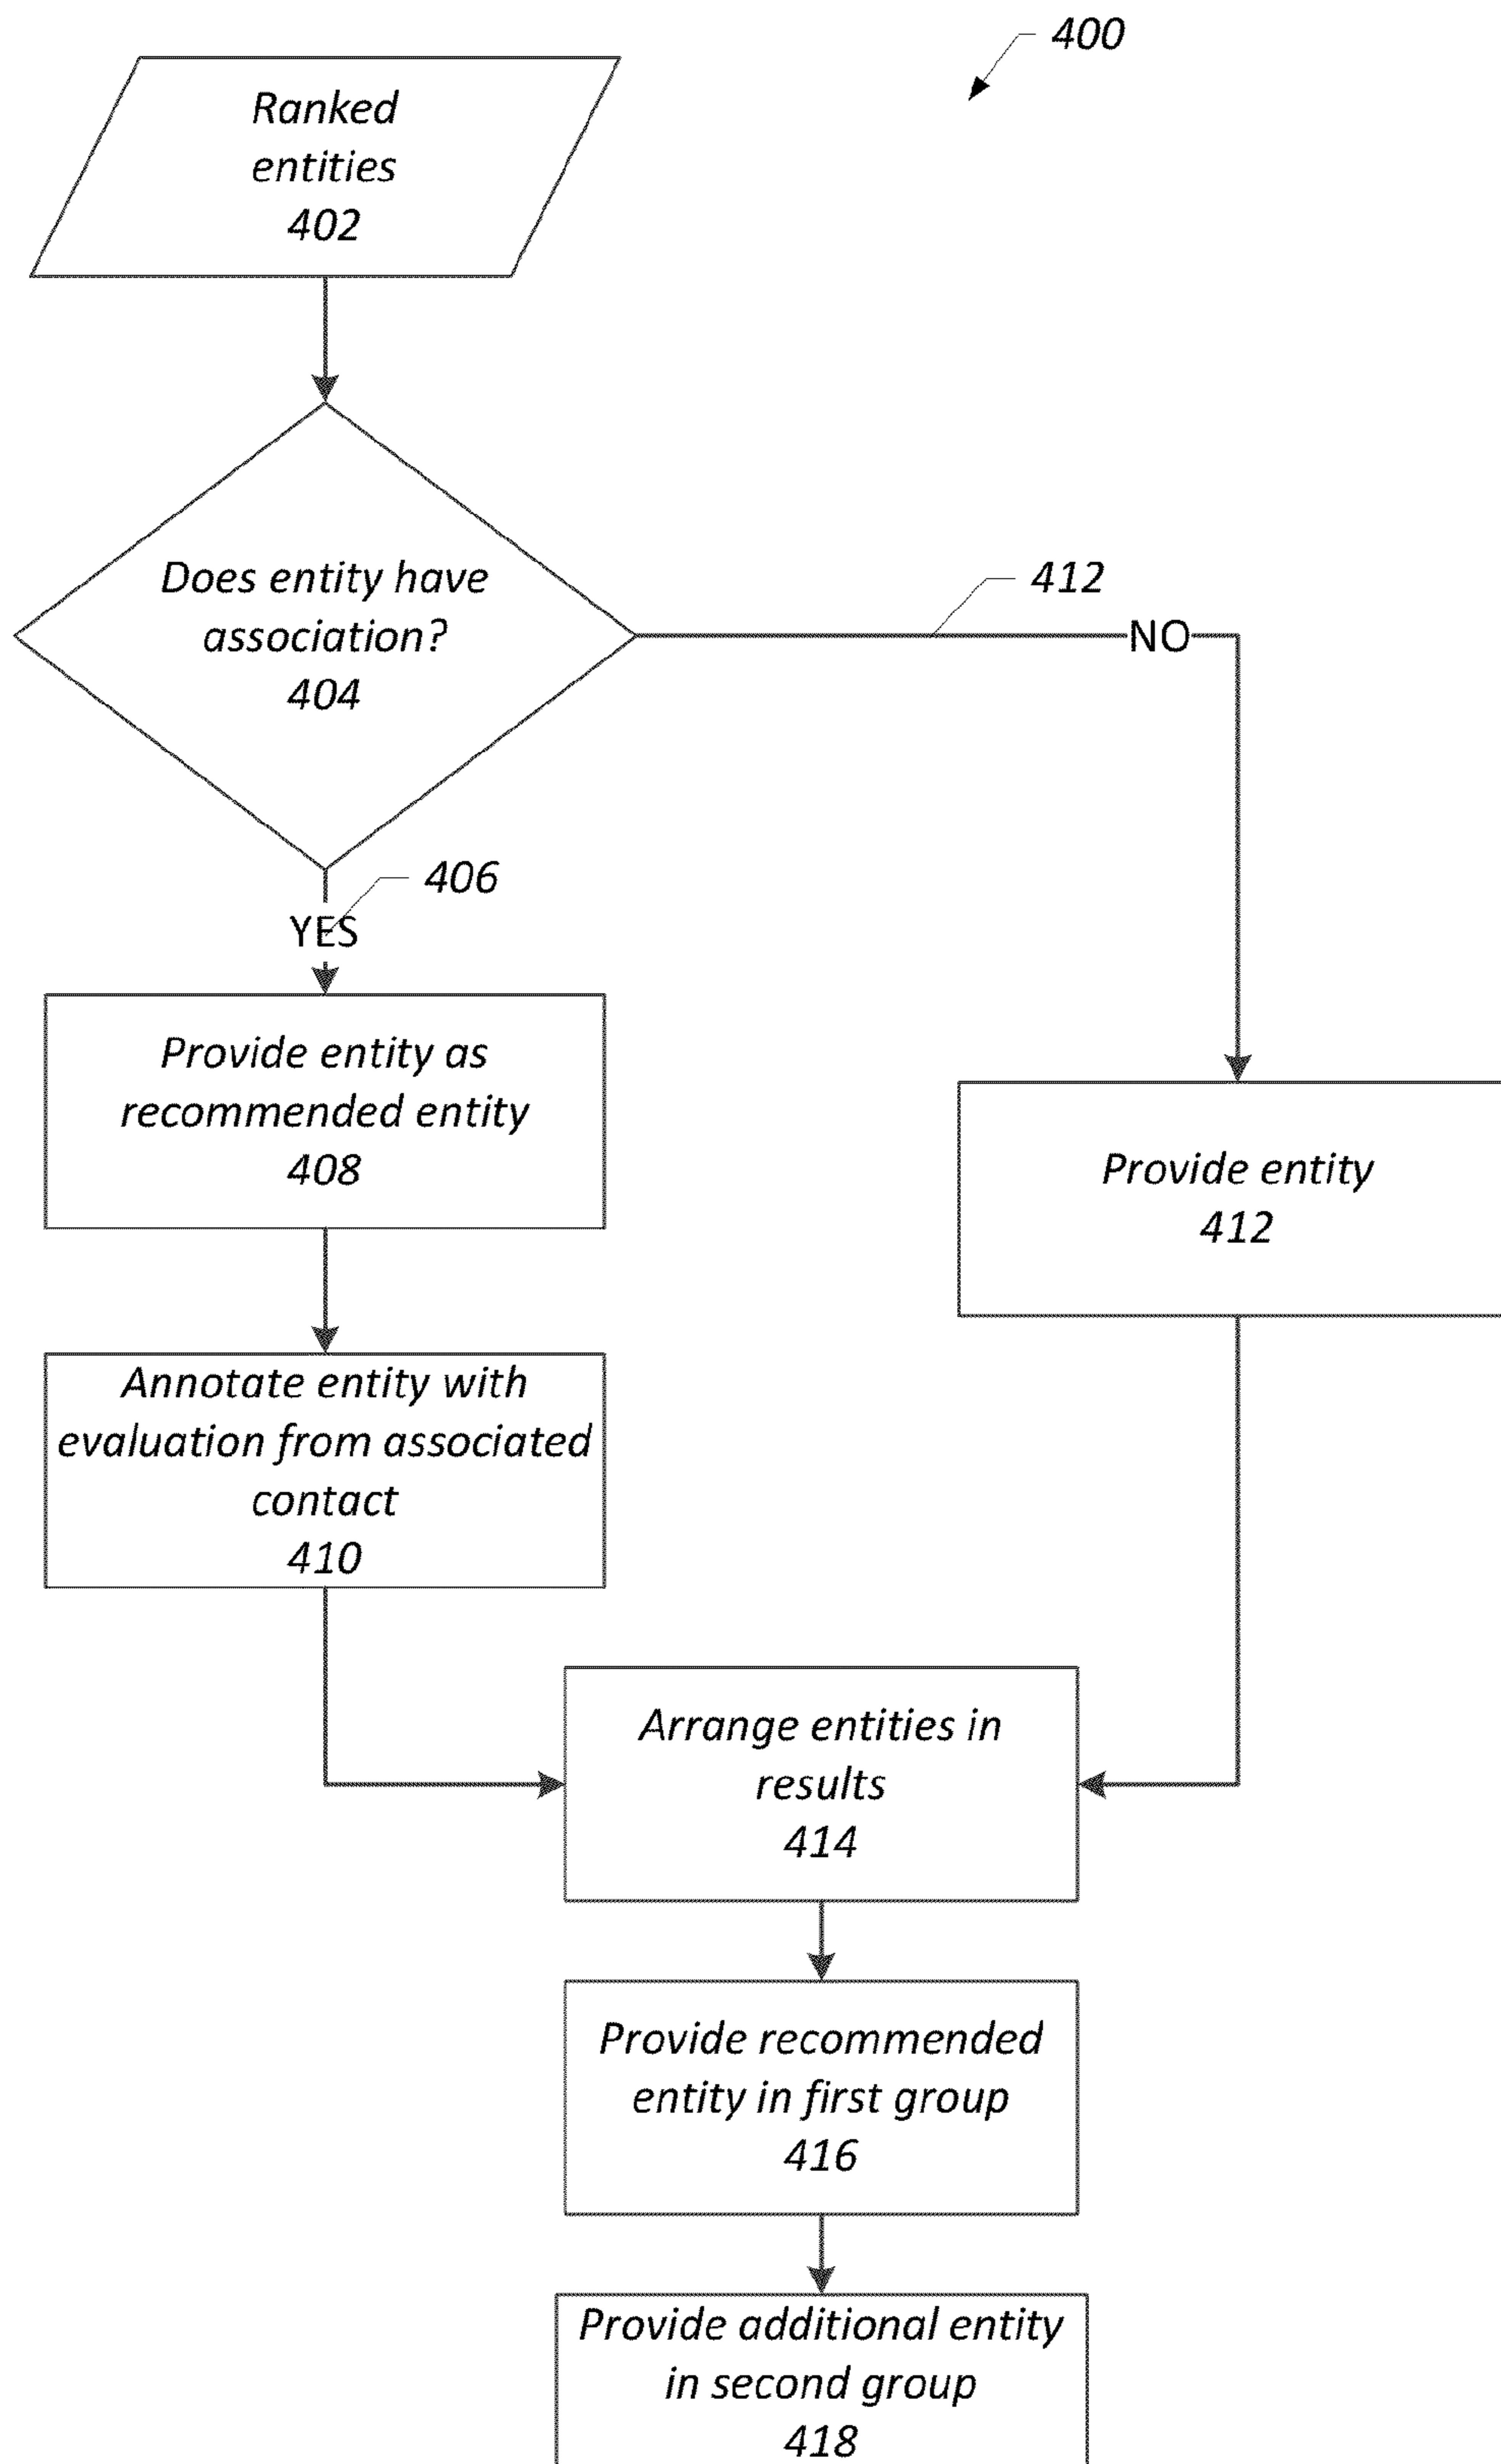 400
Ranked
entities
402
Does entity have
association?
404
412
NO
406
YES
Provide entity as
recommended entity
408
Provide entity
412
Annotate entity with
evaluation from associated
contact
410
Arrange entities in
results
414
Provide recommended
entity in first group
416
Provide additional entity
in second group
418